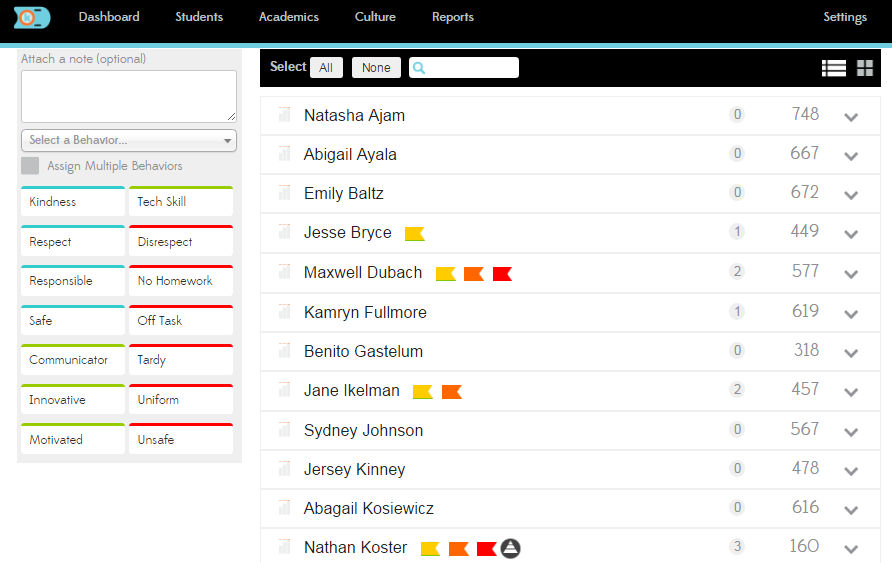 Dashboard Students Academics Culture Reports Settings
Attach a note (optional)
Select a Behavior...
Assign Multiple Behaviors
Kindness Tech Skill
Respect Disrespect
Responsible No Homework
Safe Off Task
Communicator Tardy
Innovative Uniform
Motivated Unsafe
Select All None
Natasha Ajam 0 748
Abigail Ayala 0 667
Emily Baltz 0 672
Jesse Bryce 1 449
Maxwell Dubach 2 577
Kamryn Fullmore 1 619
Benito Gastelum 0 318
Jane Ikelman 2 457
Sydney Johnson 0 567
Jersey Kinney 0 478
Abagail Kosiewicz 0 616
Nathan Koster 3 160